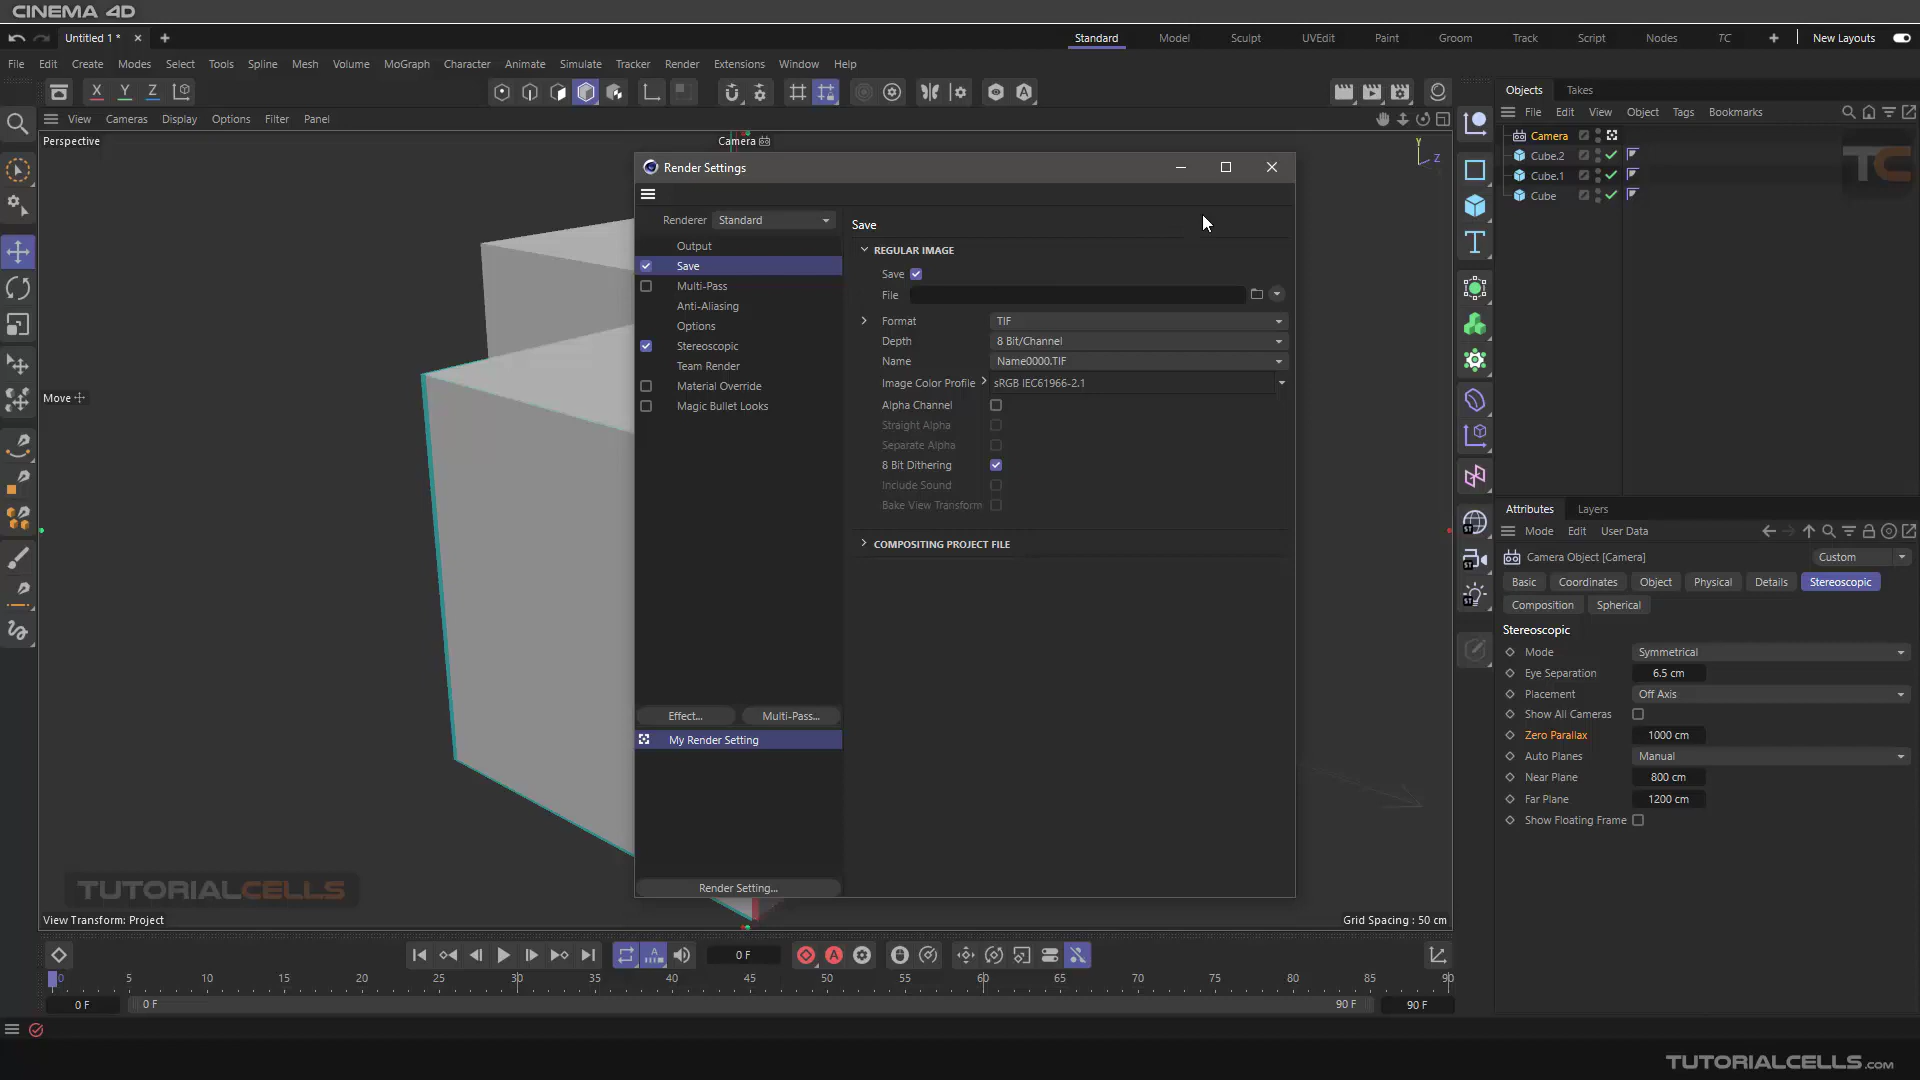 CINEMA 4D
Untitled 1 *
Standard Model Sculpt UVEdit Paint Groom Track Script Nodes TC New Layouts
File Edit Create Modes Select Tools Spline Mesh Volume MoGraph Character Animate Simulate Tracker Render Extensions Window Help
X Y Z
View Cameras Display Options Filter Panel
Perspective
Camera
Y
Z
Move
Render Settings
Renderer Standard
Output
Save
Multi-Pass
Anti-Aliasing
Options
Stereoscopic
Team Render
Material Override
Magic Bullet Looks
Effect...
Multi-Pass...
My Render Setting
Render Setting...
Save
REGULAR IMAGE
Save
File
Format TIF
Depth 8 Bit/Channel
Name Name0000.TIF
Image Color Profile sRGB IEC61966-2.1
Alpha Channel
Straight Alpha
Separate Alpha
8 Bit Dithering
Include Sound
Bake View Transform
COMPOSITING PROJECT FILE
TUTORIALCELLS
View Transform: Project
Grid Spacing : 50 cm
Objects Takes
File Edit View Object Tags Bookmarks
Camera
Cube.2
Cube.1
Cube
TC
Attributes Layers
Mode Edit User Data
Camera Object [Camera]
Custom
Basic Coordinates Object Physical Details Stereoscopic
Composition Spherical
Stereoscopic
Mode Symmetrical
Eye Separation 6.5 cm
Placement Off Axis
Show All Cameras
Zero Parallax 1000 cm
Auto Planes Manual
Near Plane 800 cm
Far Plane 1200 cm
Show Floating Frame
0 F
0 5 10 15 20 25 30 35 40 45 50 55 60 65 70 75 80 85 90
0 F 0 F 90 F 90 F
TUTORIALCELLS.com